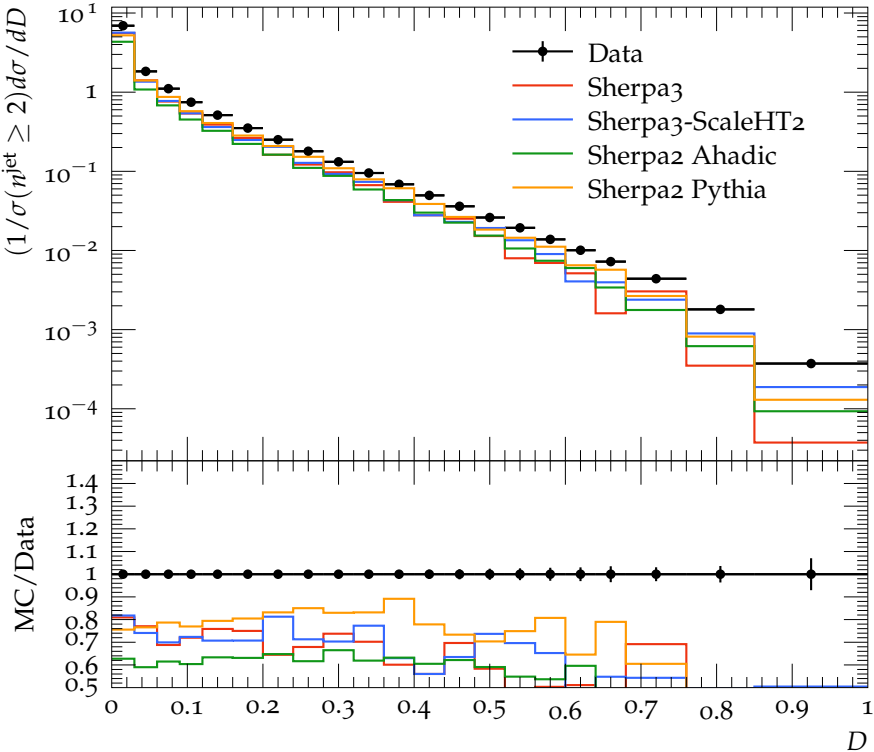 (1/σ(n^jet ≥ 2)dσ/dD
10^1
1
10^−1
10^−2
10^−3
10^−4
Data
Sherpa3
Sherpa3-ScaleHT2
Sherpa2 Ahadic
Sherpa2 Pythia
MC/Data
1.4
1.3
1.2
1.1
1
0.9
0.8
0.7
0.6
0.5
0 0.1 0.2 0.3 0.4 0.5 0.6 0.7 0.8 0.9 1
D